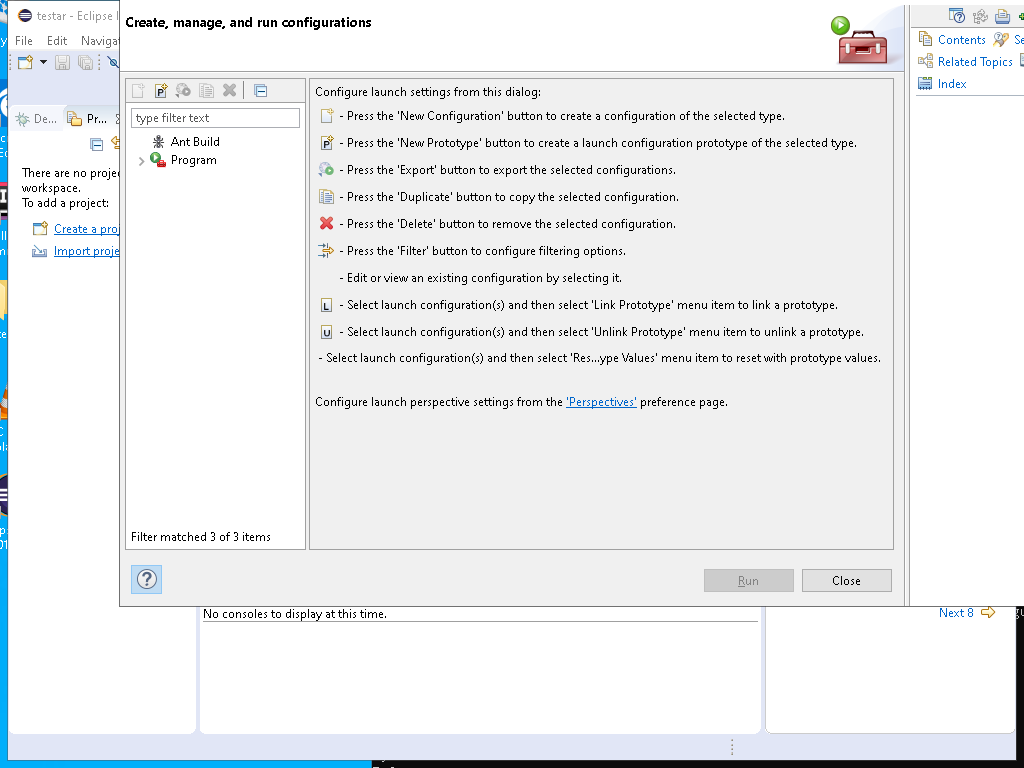 testar - Eclipse I
Create, manage, and run configurations
File Edit Navigat
Contents
Related Topics
Index
type filter text
Ant Build
Program
Filter matched 3 of 3 items
De...
Pr...
There are no proje
workspace.
To add a project:
Create a proj
Import proje
Configure launch settings from this dialog:
- Press the 'New Configuration' button to create a configuration of the selected type.
P - Press the 'New Prototype' button to create a launch configuration prototype of the selected type.
- Press the 'Export' button to export the selected configurations.
- Press the 'Duplicate' button to copy the selected configuration.
- Press the 'Delete' button to remove the selected configuration.
- Press the 'Filter' button to configure filtering options.
- Edit or view an existing configuration by selecting it.
L - Select launch configuration(s) and then select 'Link Prototype' menu item to link a prototype.
U - Select launch configuration(s) and then select 'Unlink Prototype' menu item to unlink a prototype.
- Select launch configuration(s) and then select 'Res...ype Values' menu item to reset with prototype values.
Configure launch perspective settings from the 'Perspectives' preference page.
Run
Close
No consoles to display at this time.
Next 8